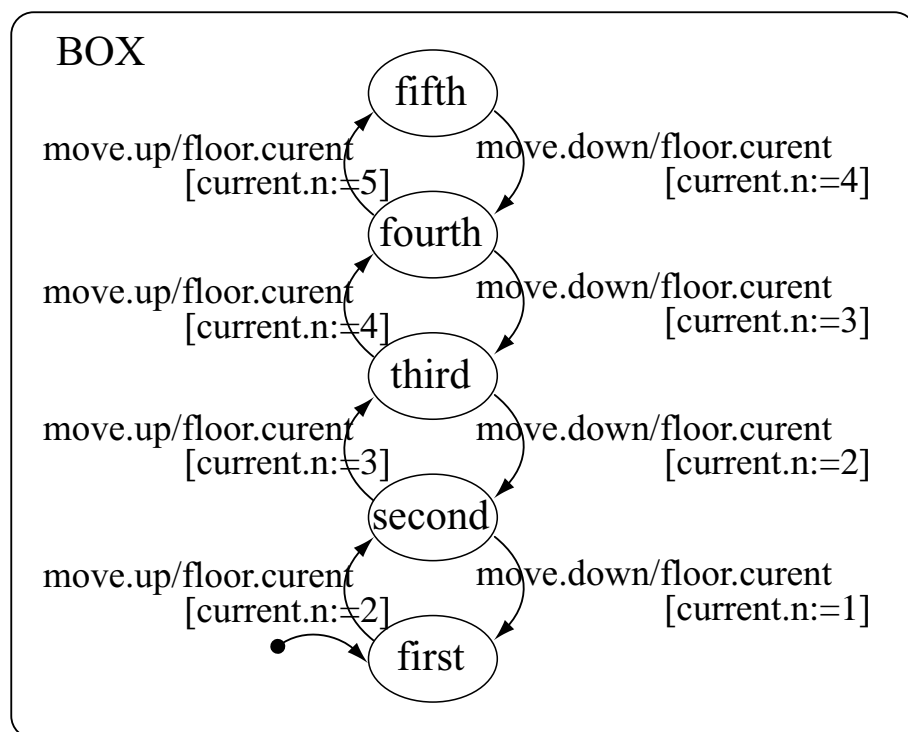 BOX
fifth
move.up/floor.curent
[current.n:=5]
move.down/floor.curent
[current.n:=4]
fourth
move.up/floor.curent
[current.n:=4]
move.down/floor.curent
[current.n:=3]
third
move.up/floor.curent
[current.n:=3]
move.down/floor.curent
[current.n:=2]
second
move.up/floor.curent
[current.n:=2]
move.down/floor.curent
[current.n:=1]
first